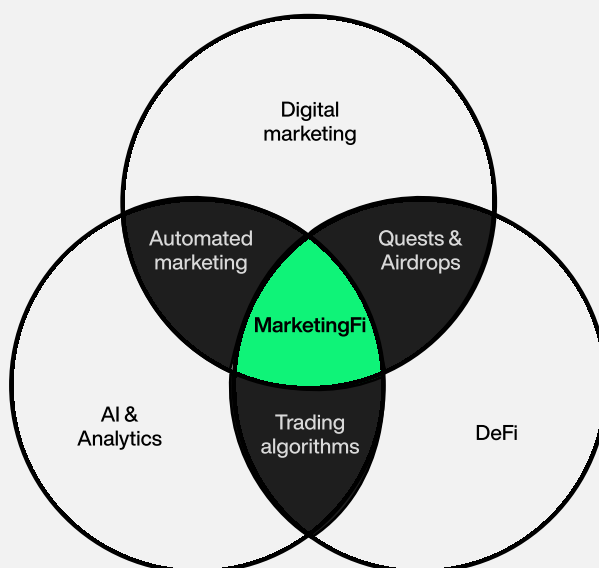 Digital
marketing
Automated
marketing
Quests &
Airdrops
MarketingFi
AI &
Analytics
Trading
algorithms
DeFi